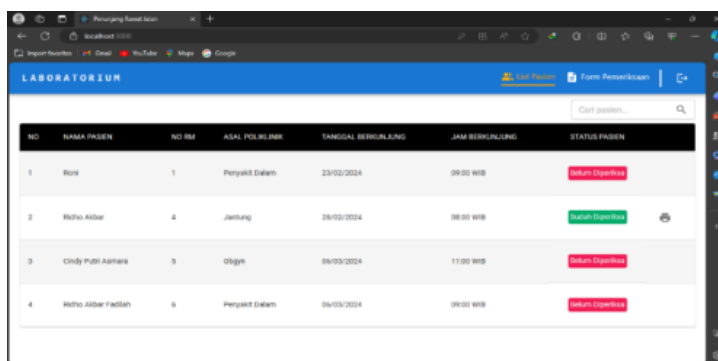 Penunjang Rawat Jalan
localhost:3000
Import favorites Gmail YouTube Maps Google
LABORATORIUM List Pasien Form Pemeriksaan
Cari pasien...
NO NAMA PASIEN NO RM ASAL POLIKLINIK TANGGAL BERKUNJUNG JAM BERKUNJUNG STATUS PASIEN
1 Roni 1 Penyakit Dalam 23/02/2024 09:00 WIB Belum Diperiksa
2 Ridho Akbar 4 Jantung 28/02/2024 08:00 WIB Sudah Diperiksa
3 Cindy Putri Asmara 5 Obgyn 06/03/2024 11:00 WIB Belum Diperiksa
4 Ridho Akbar Fadilah 6 Penyakit Dalam 06/03/2024 09:00 WIB Belum Diperiksa